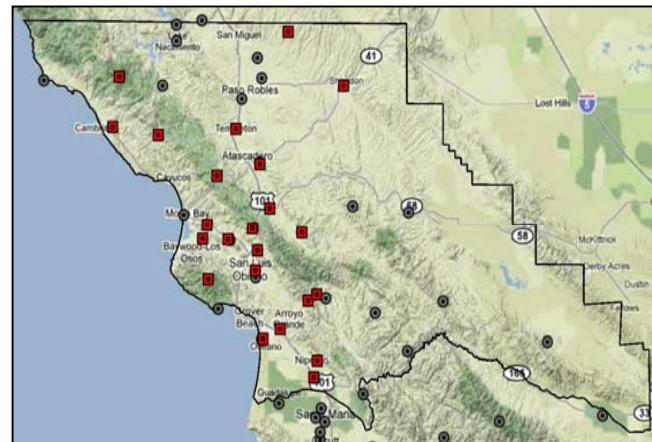 San Miguel
Lake
Nacimiento
41
Paso Robles
Shandon
Lost Hills
5
Cambria
Templeton
Atascadero
Cayucos
101
58
Morro Bay
58
McKittrick
Baywood-Los
Osos
San Luis
Obispo
Derby Acres
Dustin
Fellows
Grover
Beach
Arroyo
Grande
Oceano
Nipomo
101
166
Guadalupe
Santa Maria
33
Orcutt